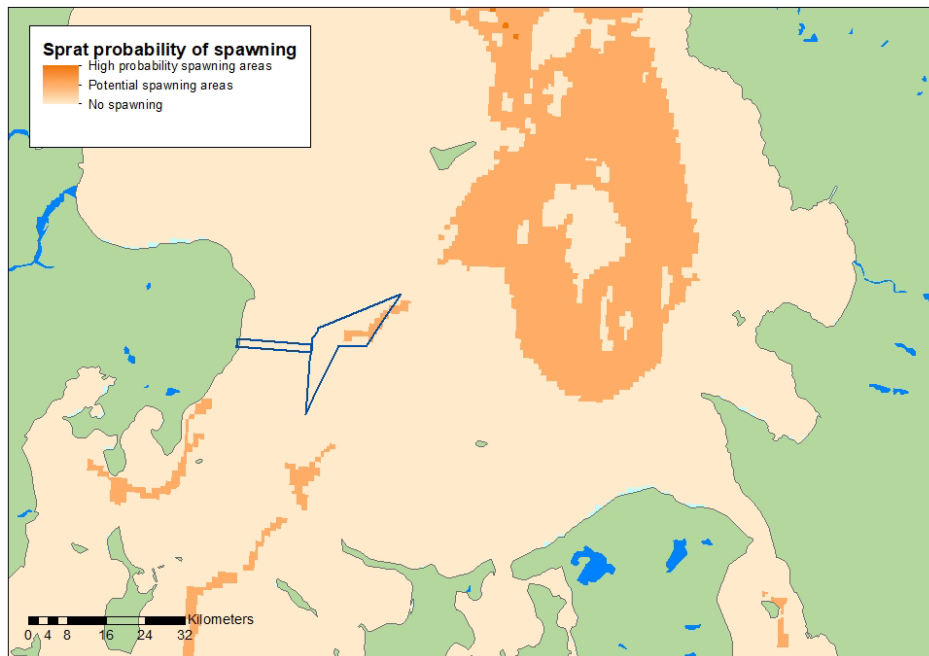 Sprat probability of spawning
High probability spawning areas
Potential spawning areas
No spawning
Kilometers
0 4 8 16 24 32